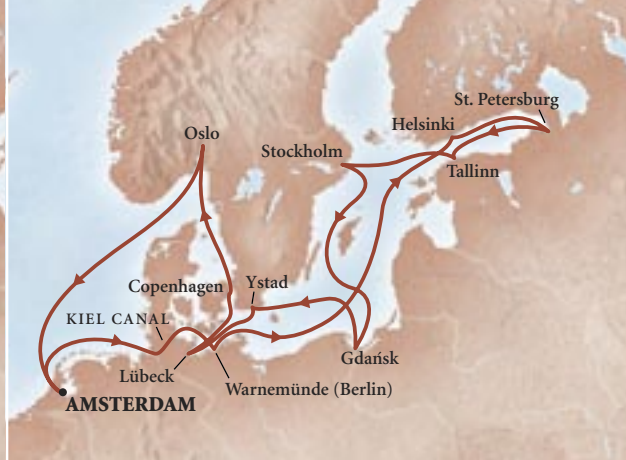 St. Petersburg
Helsinki
Oslo
Stockholm
Tallinn
Copenhagen
Ystad
KIEL CANAL
Gdańsk
Lübeck
Warnemünde (Berlin)
AMSTERDAM